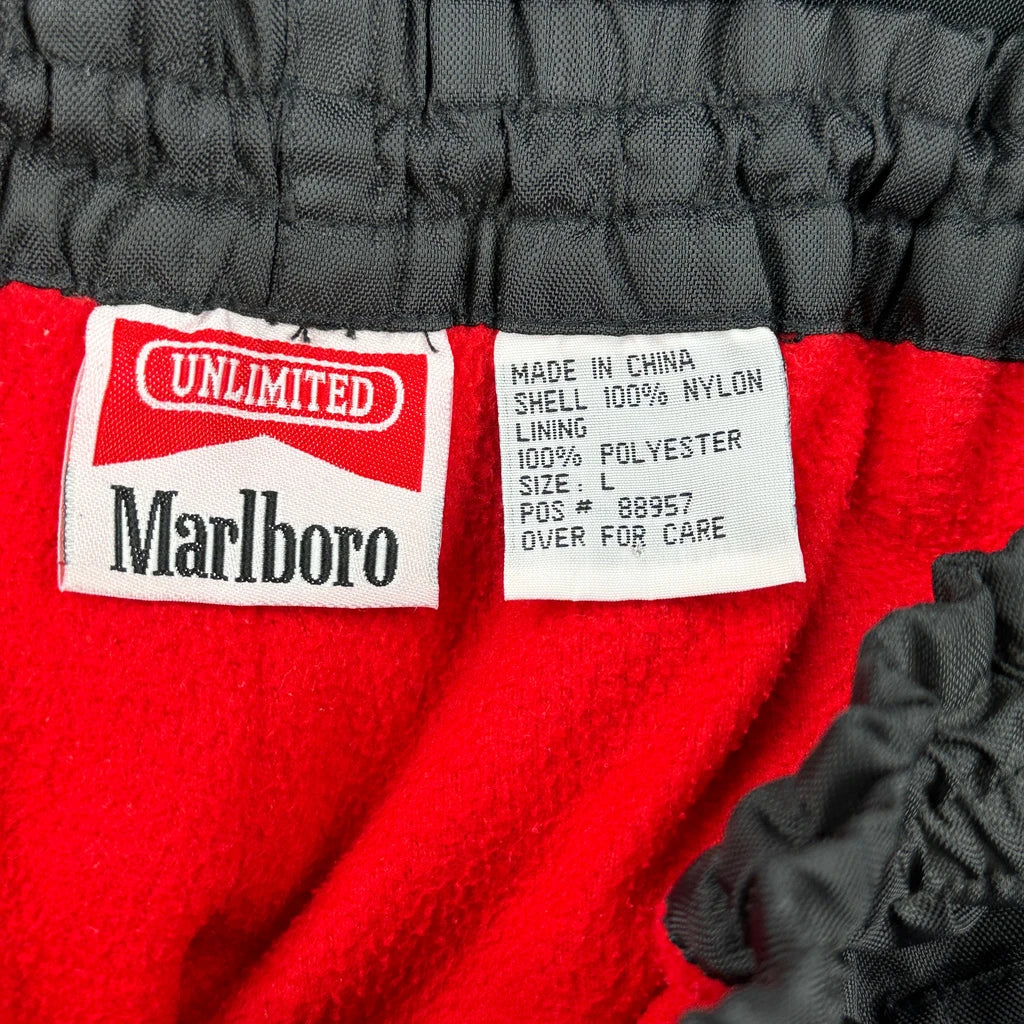 UNLIMITED
Marlboro
MADE IN CHINA
SHELL 100% NYLON
LINING
100% POLYESTER
SIZE: L
POS # 88957
OVER FOR CARE